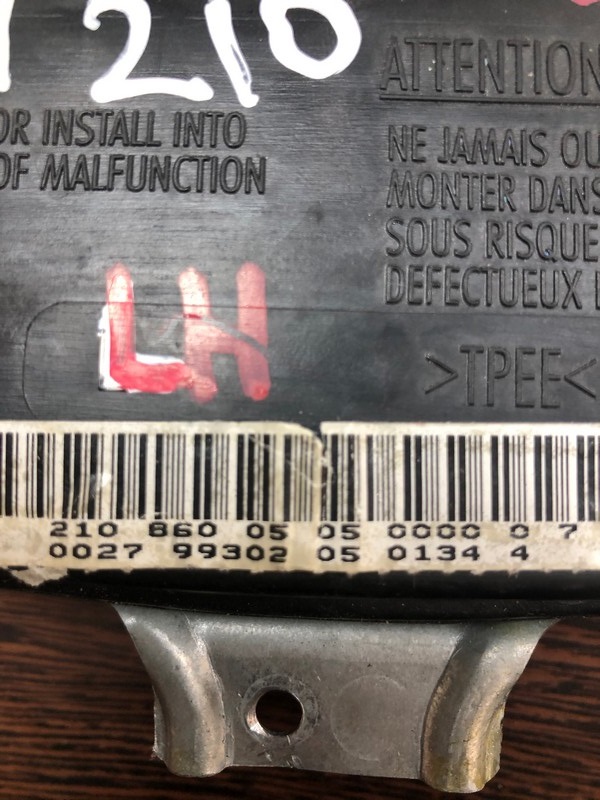 210
OR INSTALL INTO
OF MALFUNCTION
ATTENTION
NE JAMAIS OU
MONTER DANS
SOUS RISQUE
DEFECTUEUX
LH
>TPEE<
210 860 05 05 0000 0 7
0027 99302 05 0134 4